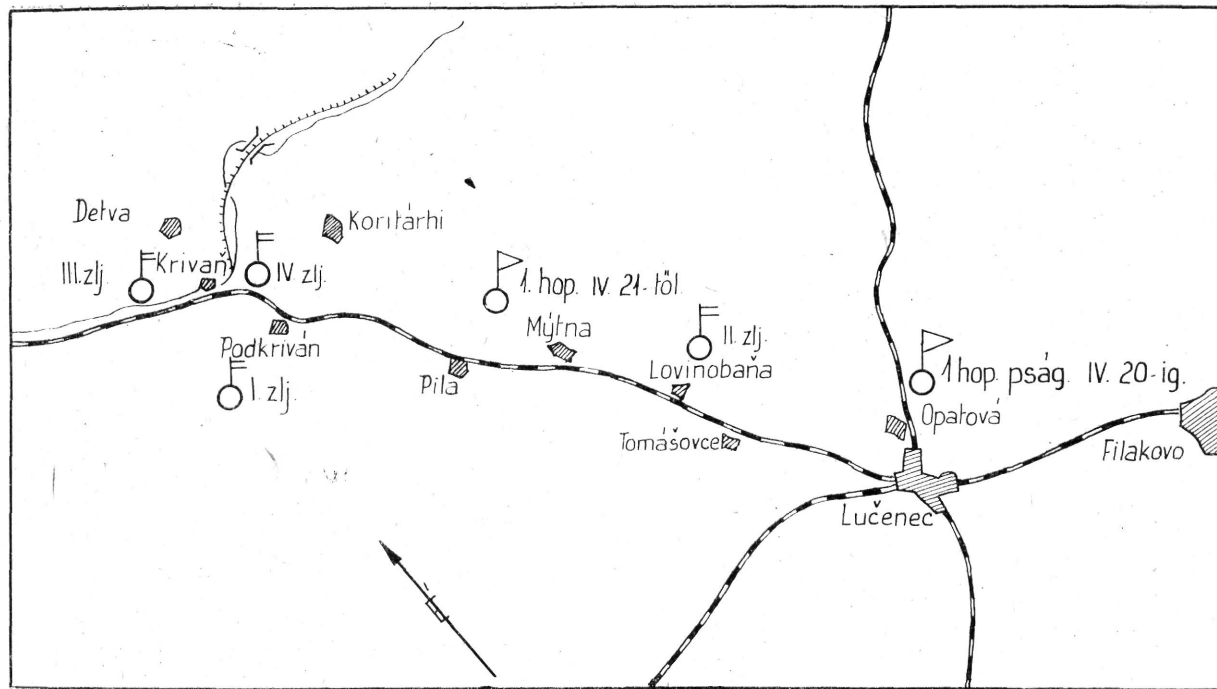 Detva
Koritárhi
III. zlj.
Krivaň
IV. zlj.
1. hop. IV. 21-től.
Podkriván
Mýtna
II. zlj.
Lovinobaňa
I. zlj.
Píla
1 hop. pság. IV. 20-ig.
Opatová
Tomášovce
Filakovo
Lučenec